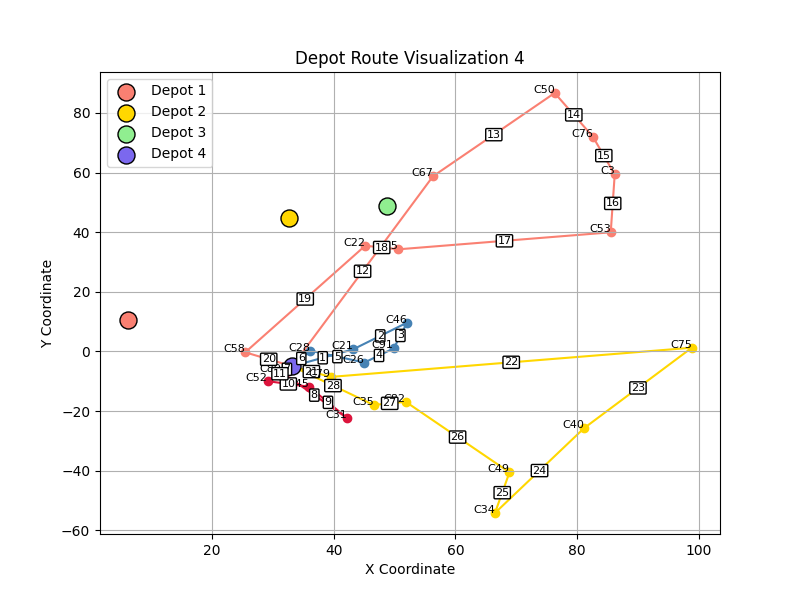 Depot Route Visualization 4
Depot 1
Depot 2
Depot 3
Depot 4
80
60
40
20
0
−20
−40
−60
20
40
60
80
100
X Coordinate
Y Coordinate
C50
14
C76
13
15
C67
C3
16
C53
17
C22
18
12
19
C46
2
3
C28
C21
C91
C58
20
6
1
5
4
C26
C75
22
C52
11
10
C31
8
9
28
C35
27
23
26
C40
C49
24
25
C34